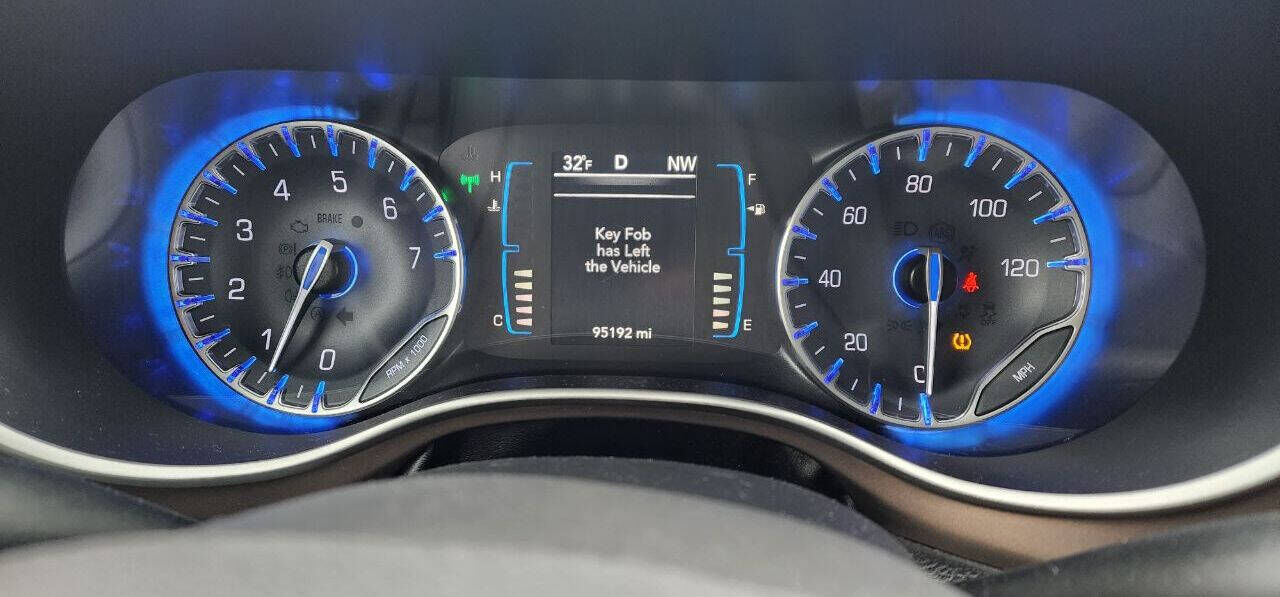 32°F D NW
Key Fob
has Left
the Vehicle
95192 mi
H
C
F
E
BRAKE
0
1
2
3
4
5
6
7
RPM x 1000
0
20
40
60
80
100
120
MPH